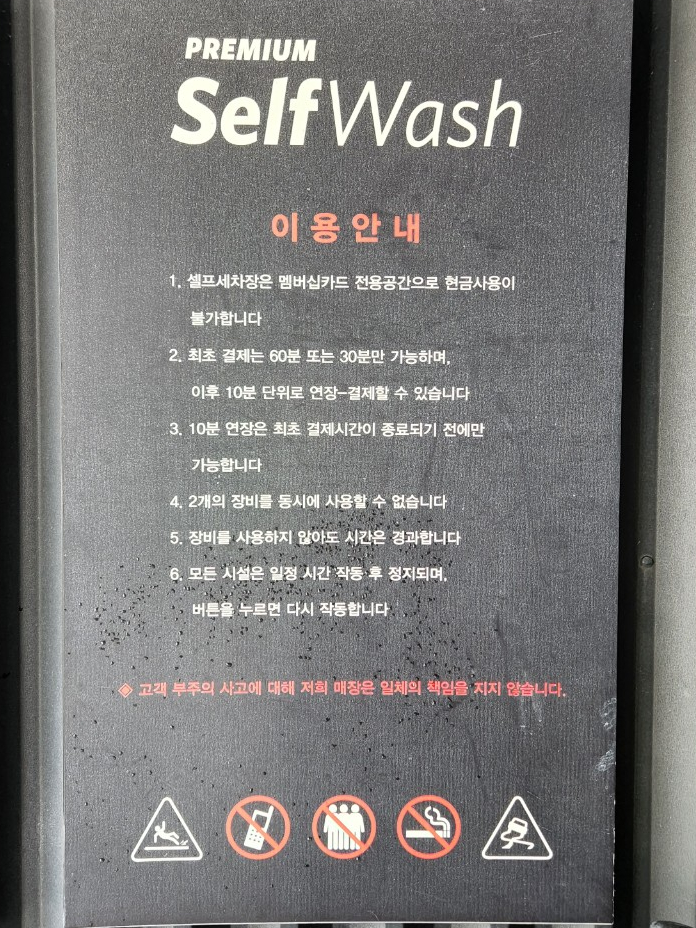 PREMIUM
SelfWash
이용안내
1. 셀프세차장은 멤버십카드 전용공간으로 현금사용이
불가합니다
2. 최초 결제는 60분 또는 30분만 가능하며,
이후 10분 단위로 연장-결제할 수 있습니다
3. 10분 연장은 최초 결제시간이 종료되기 전에만
가능합니다
4. 2개의 장비를 동시에 사용할 수 없습니다
5. 장비를 사용하지 않아도 시간은 경과합니다
6. 모든 시설은 일정 시간 작동 후 정지되며,
버튼을 누르면 다시 작동합니다
◈ 고객 부주의 사고에 대해 저희 매장은 일체의 책임을 지지 않습니다.